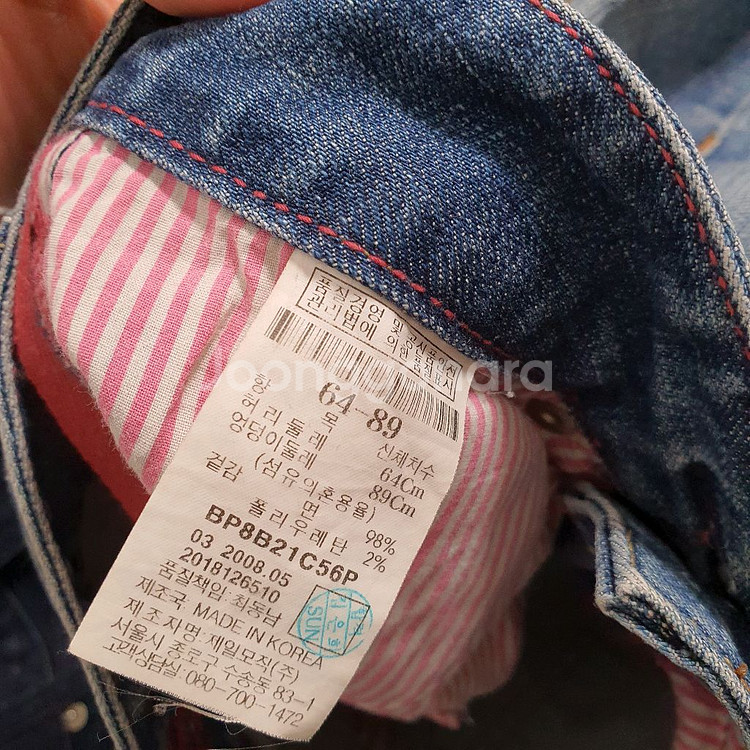 품질경영 및 공산품안전
관리법에 의한 품질표시
Joonggonara
64-89
신체치수
허리둘레 64Cm
엉덩이둘레 89Cm
(섬유의혼용율)
겉감 면 98%
폴리우레탄 2%
BP8B21C56P
03 2008.05
2018126510
품질책임: 최동남
제조국: MADE IN KOREA
제조자명: 제일모직(주)
서울시 종로구 수송동 83-1
고객상담실: 080-700-1472
SUN